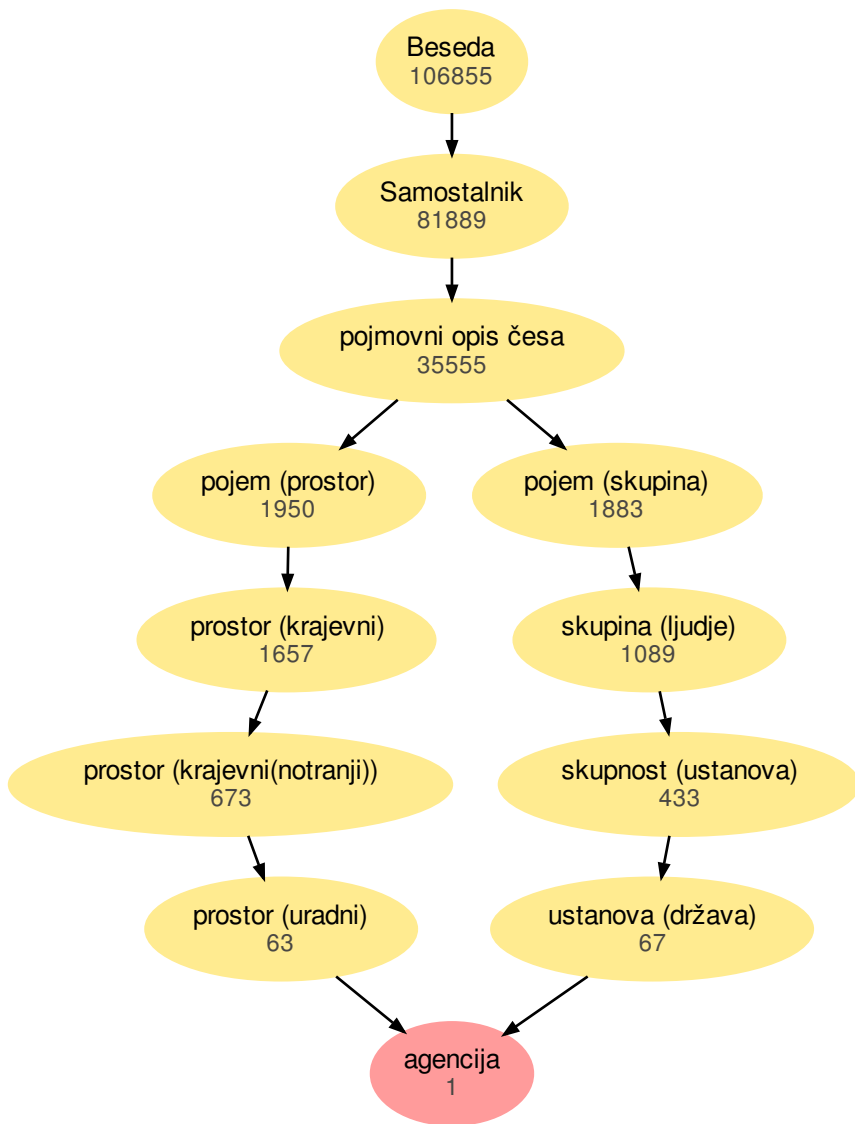 Beseda
106855
Samostalnik
81889
pojmovni opis česa
35555
pojem (prostor)
1950
pojem (skupina)
1883
prostor (krajevni)
1657
skupina (ljudje)
1089
prostor (krajevni(notranji))
673
skupnost (ustanova)
433
prostor (uradni)
63
ustanova (država)
67
agencija
1